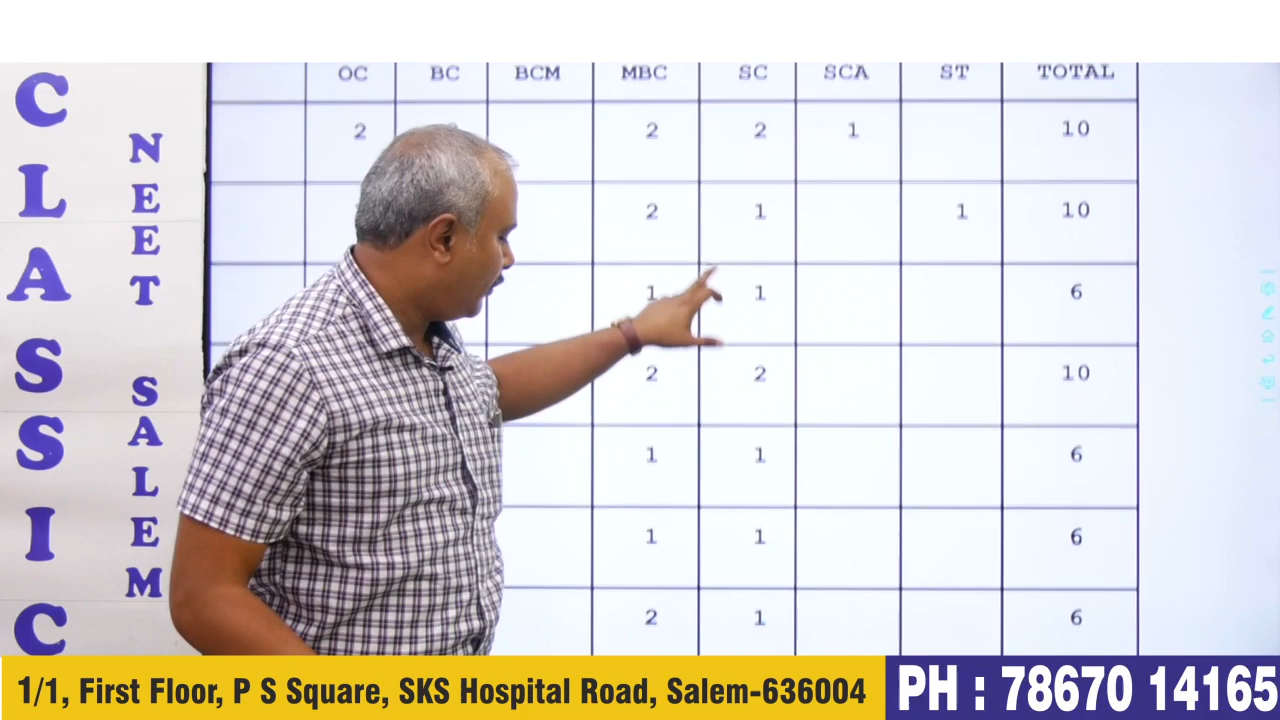 CLASSIC
NEET SALEM
OC BC BCM MBC SC SCA ST TOTAL
2 2 2 1 10
2 1 1 10
1 1 6
2 2 10
1 1 6
1 1 6
2 1 6
1/1, First Floor, P S Square, SKS Hospital Road, Salem-636004
PH : 78670 14165